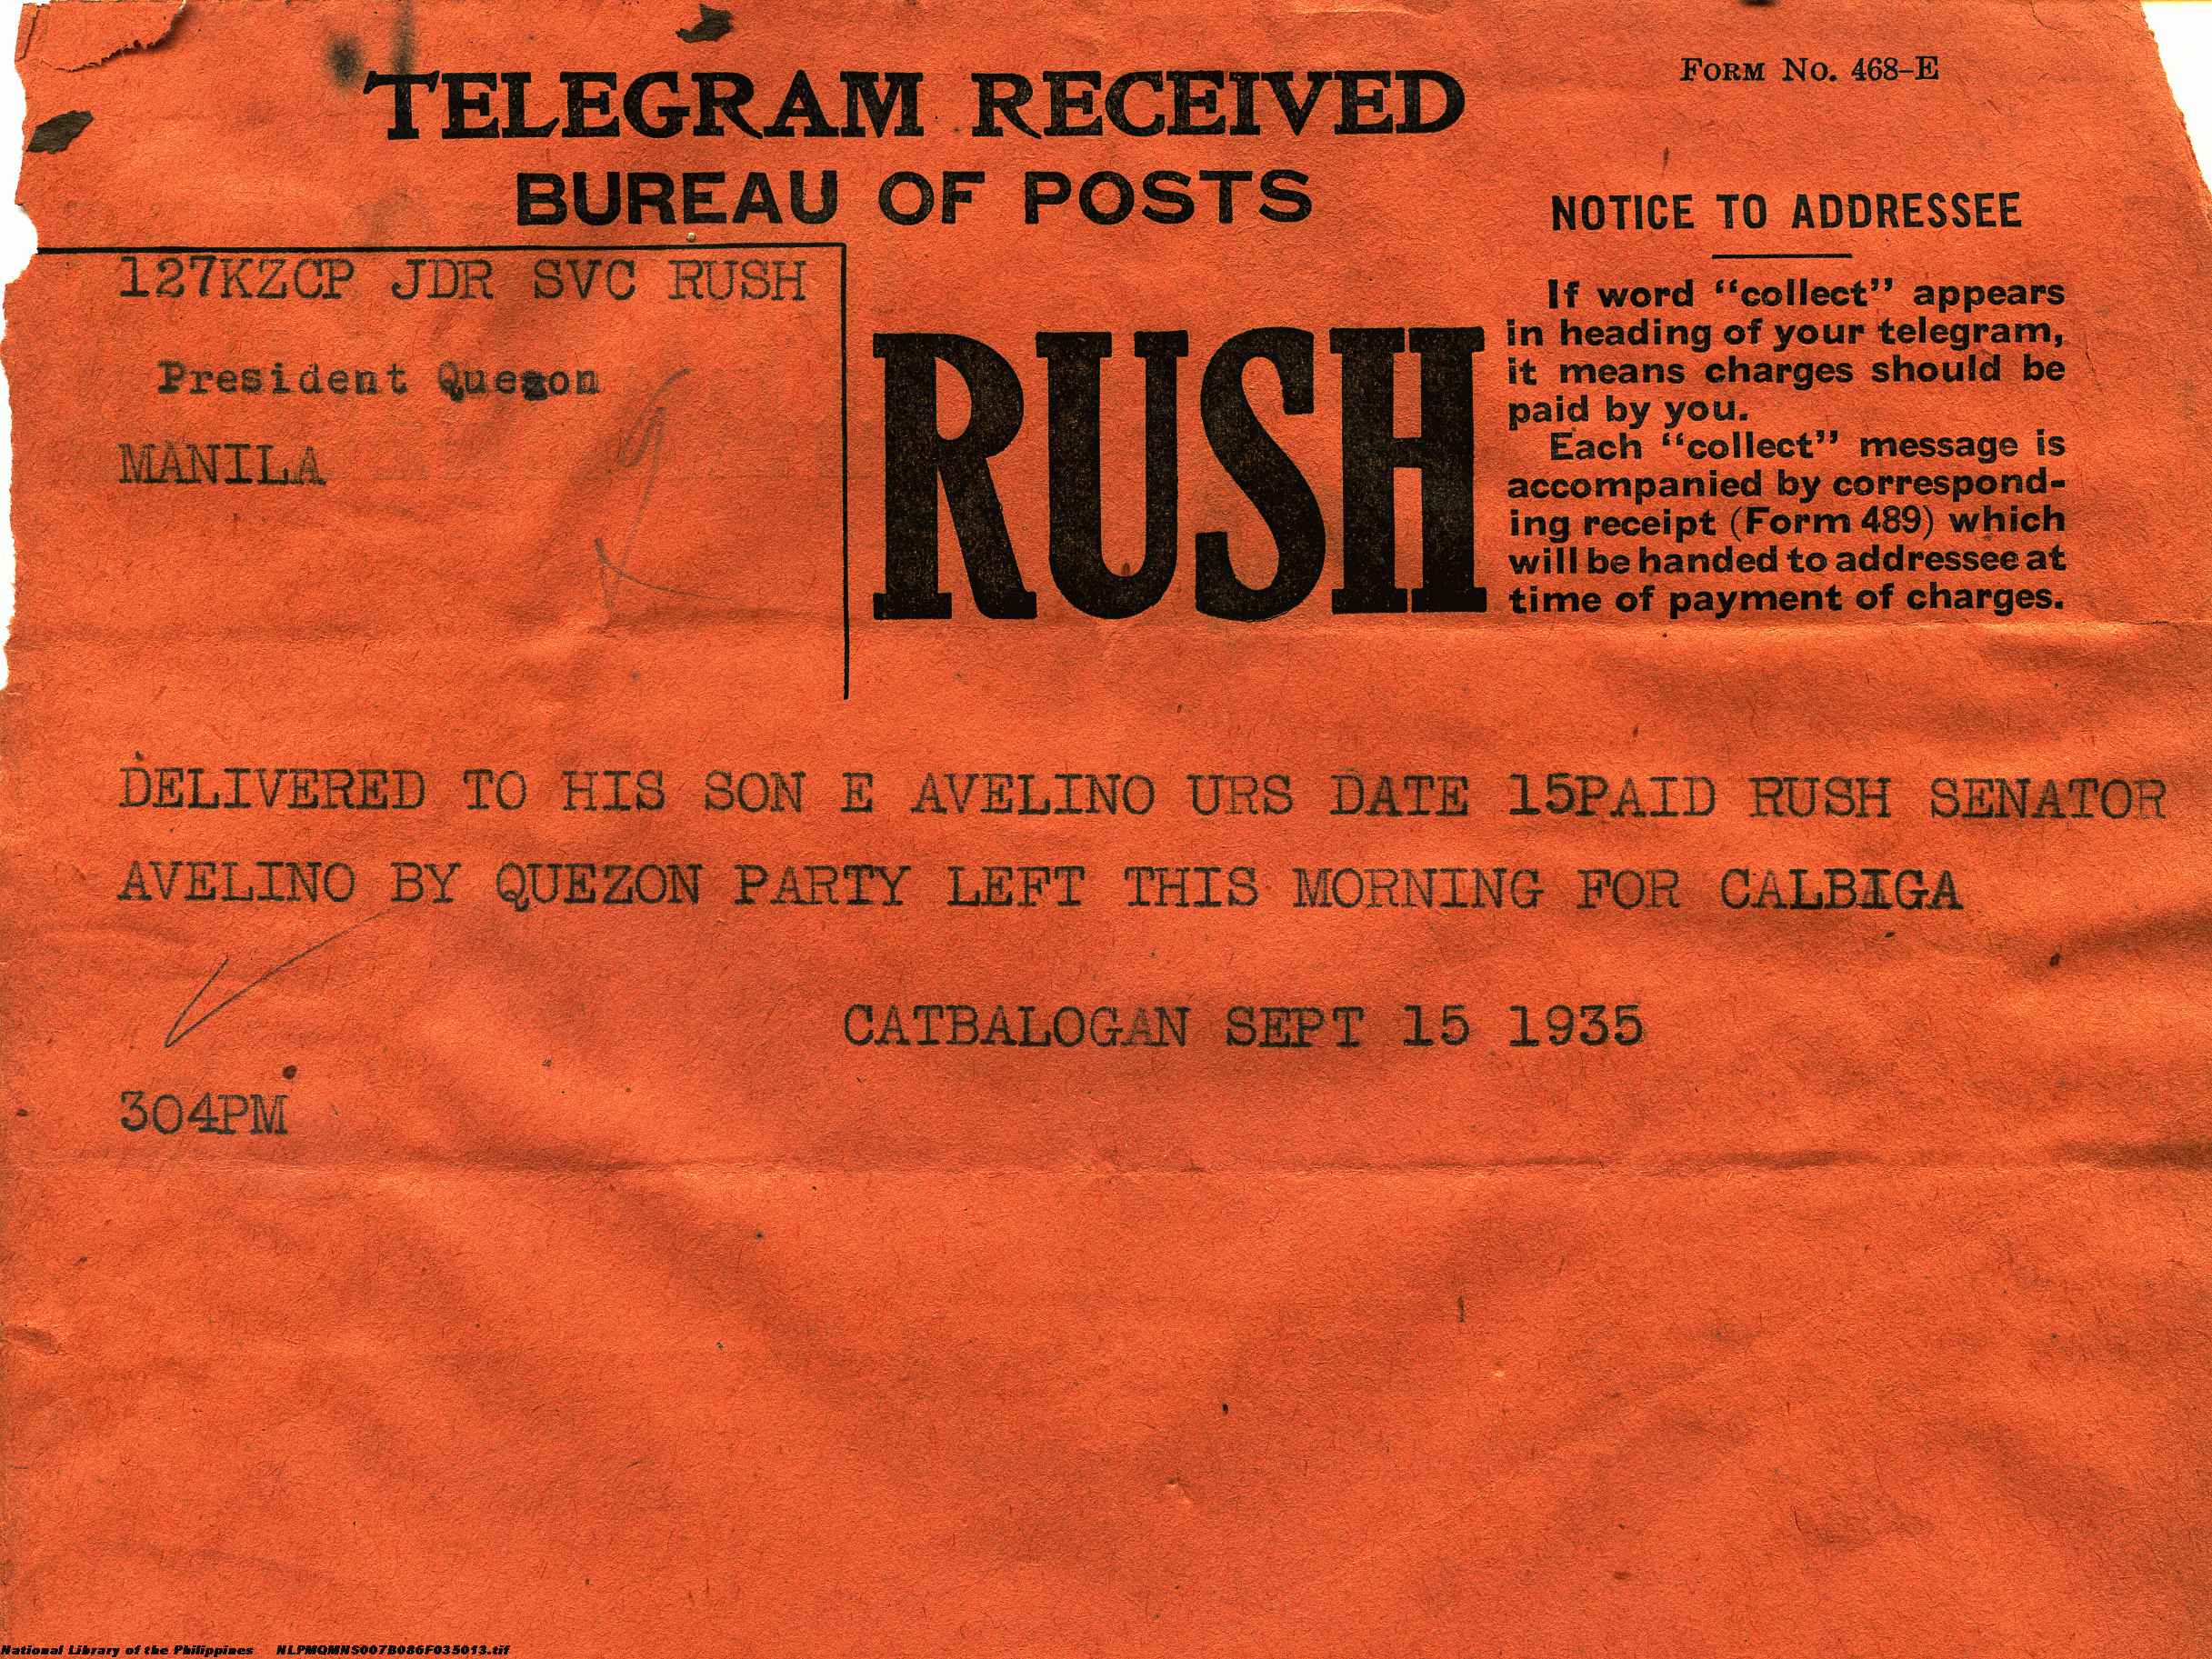 FORM No. 468-E
TELEGRAM RECEIVED
BUREAU OF POSTS
127KZCP JDR SVC RUSH
President Quezon
MANILA
RUSH
NOTICE TO ADDRESSEE
If word "collect" appears
in heading of your telegram,
it means charges should be
paid by you.
Each "collect" message is
accompanied by correspond-
ing receipt (Form 489) which
will be handed to addressee at
time of payment of charges.
DELIVERED TO HIS SON E AVELINO URS DATE 15PAID RUSH SENATOR
AVELINO BY QUEZON PARTY LEFT THIS MORNING FOR CALBIGA
CATBALOGAN SEPT 15 1935
304PM
National Library of the Philippines NLPMQMNS007B086F035013.tif